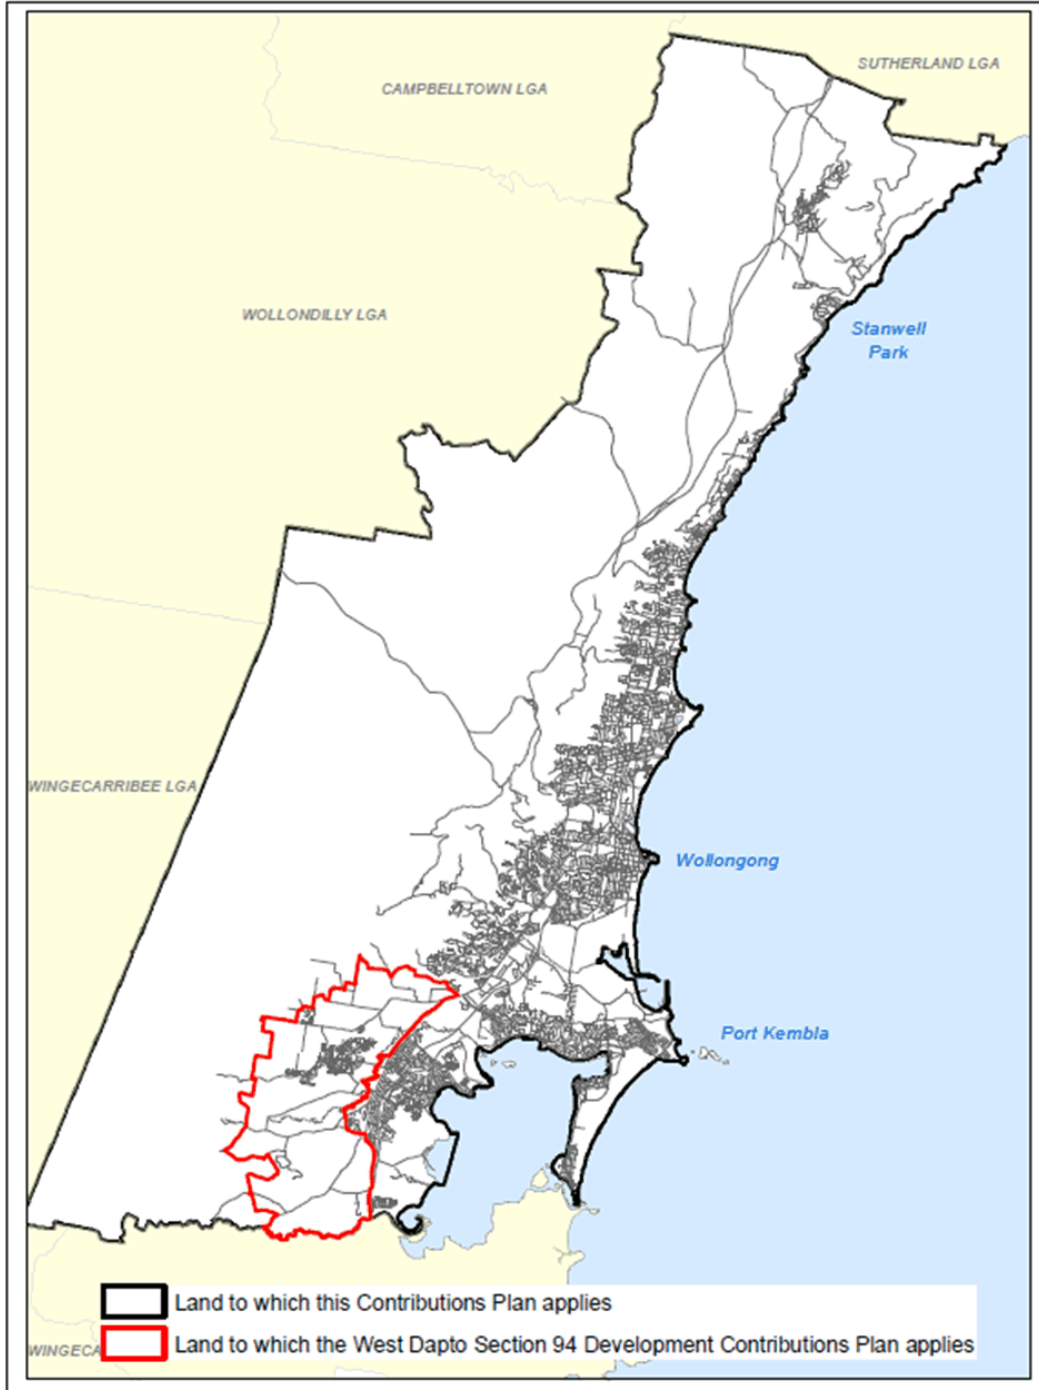 SUTHERLAND LGA
CAMPBELLTOWN LGA
WOLLONDILLY LGA
Stanwell
Park
WINGECARRIBEE LGA
Wollongong
Port Kembla
Land to which this Contributions Plan applies
Land to which the West Dapto Section 94 Development Contributions Plan applies
WINGECA